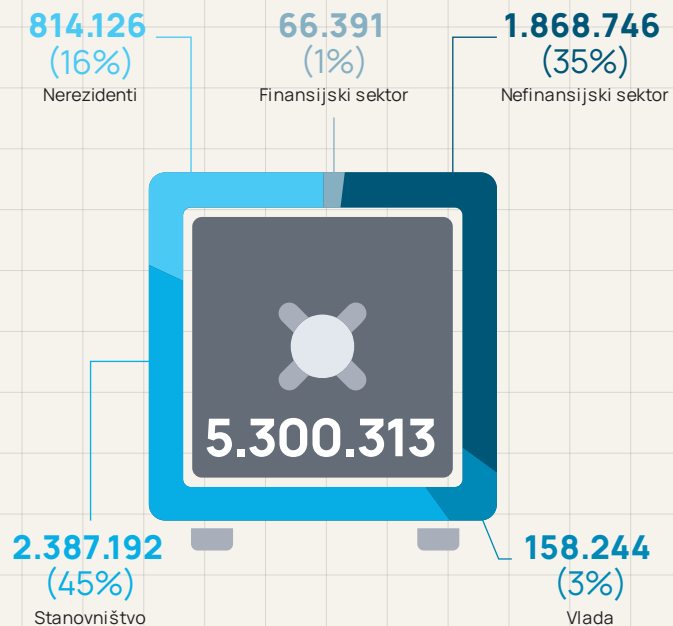 814.126
(16%)
Nerezidenti
66.391
(1%)
Finansijski sektor
1.868.746
(35%)
Nefinansijski sektor
5.300.313
2.387.192
(45%)
Stanovništvo
158.244
(3%)
Vlada